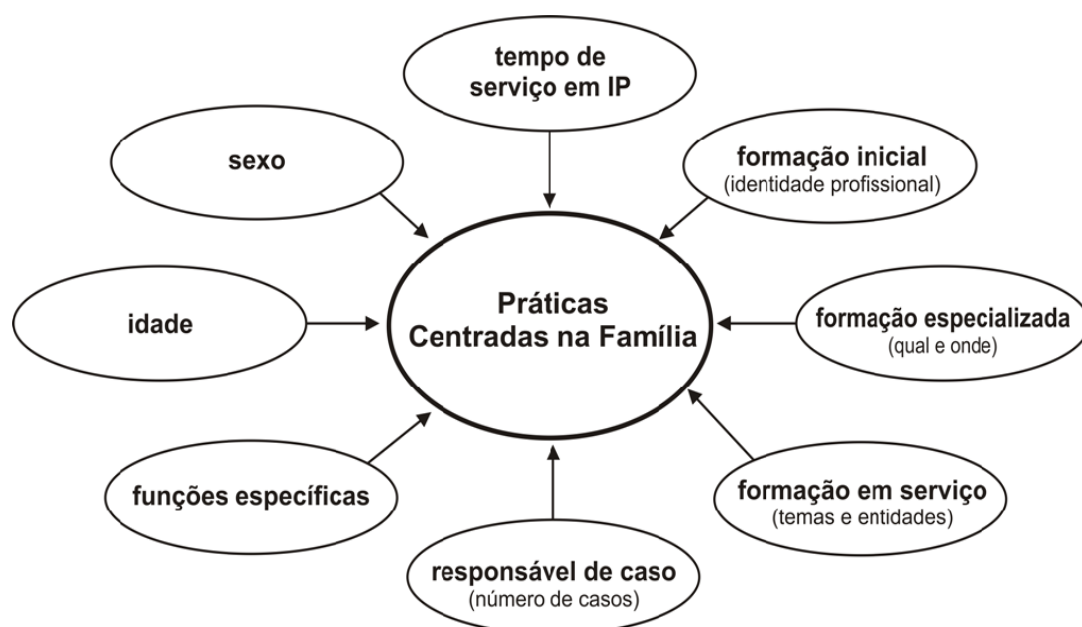 tempo de
serviço em IP
sexo
formação inicial
(identidade profissional)
idade
Práticas
Centradas na Família
formação especializada
(qual e onde)
funções específicas
formação em serviço
(temas e entidades)
responsável de caso
(número de casos)